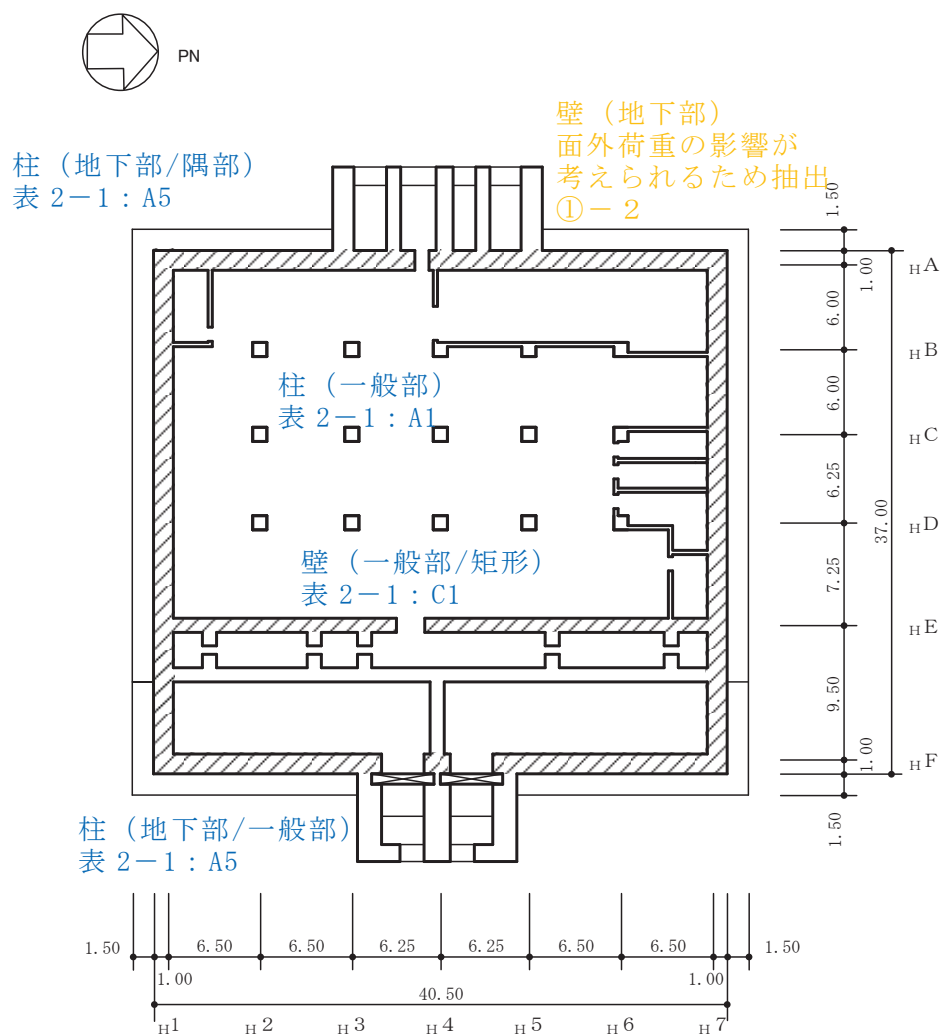 PN
壁（地下部）
面外荷重の影響が
考えられるため抽出
①－2
柱（地下部/隅部）
表 2－1：A5
柱（一般部）
表 2－1：A1
壁（一般部/矩形）
表 2－1：C1
柱（地下部/一般部）
表 2－1：A5
1.50
1.00
HA
6.00
HB
6.00
HC
6.25
37.00
HD
7.25
HE
9.50
1.00
HF
1.50
1.50
6.50
6.50
6.25
6.25
6.50
6.50
1.50
1.00
1.00
40.50
H1
H2
H3
H4
H5
H6
H7